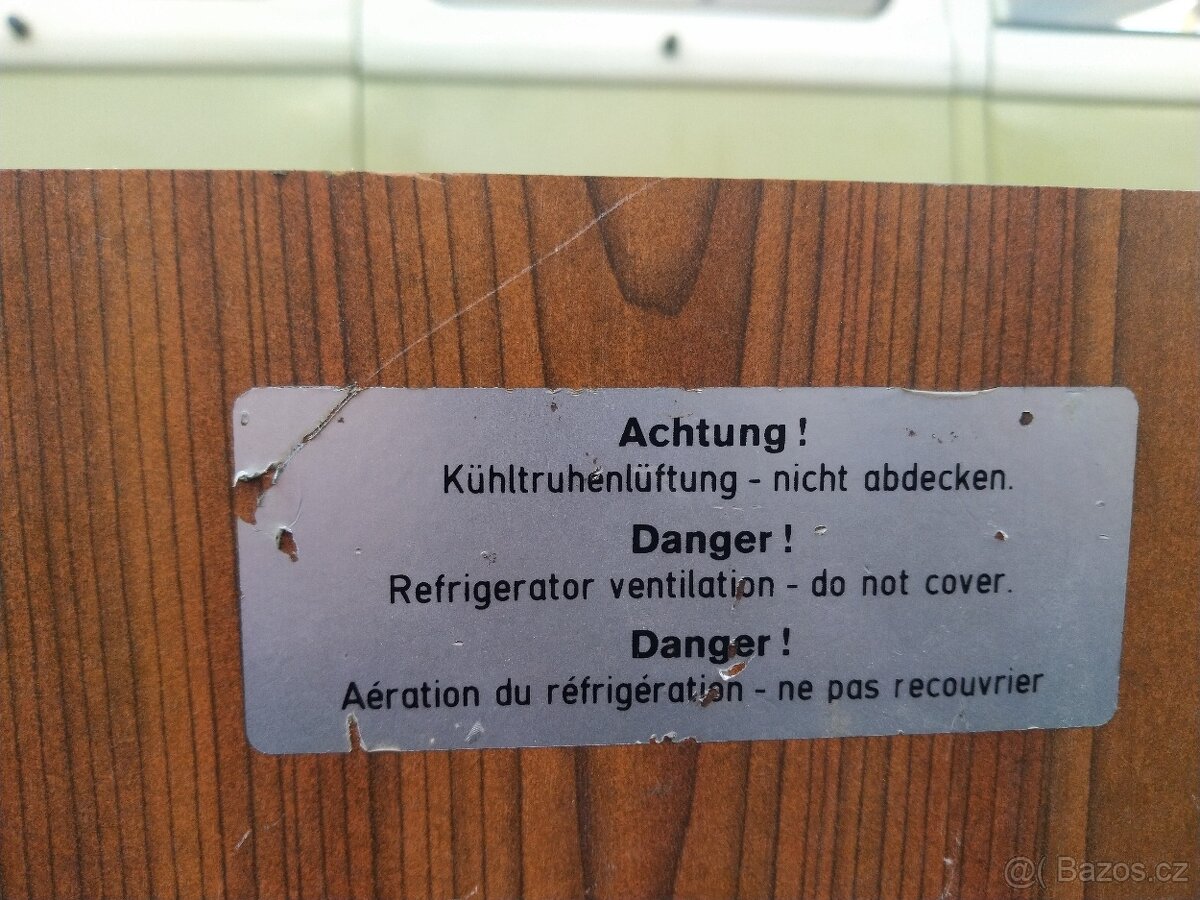 Achtung !
Kühltruhenlüftung - nicht abdecken.
Danger !
Refrigerator ventilation - do not cover.
Danger !
Aération du réfrigération - ne pas recouvrier
@( Bazos.cz